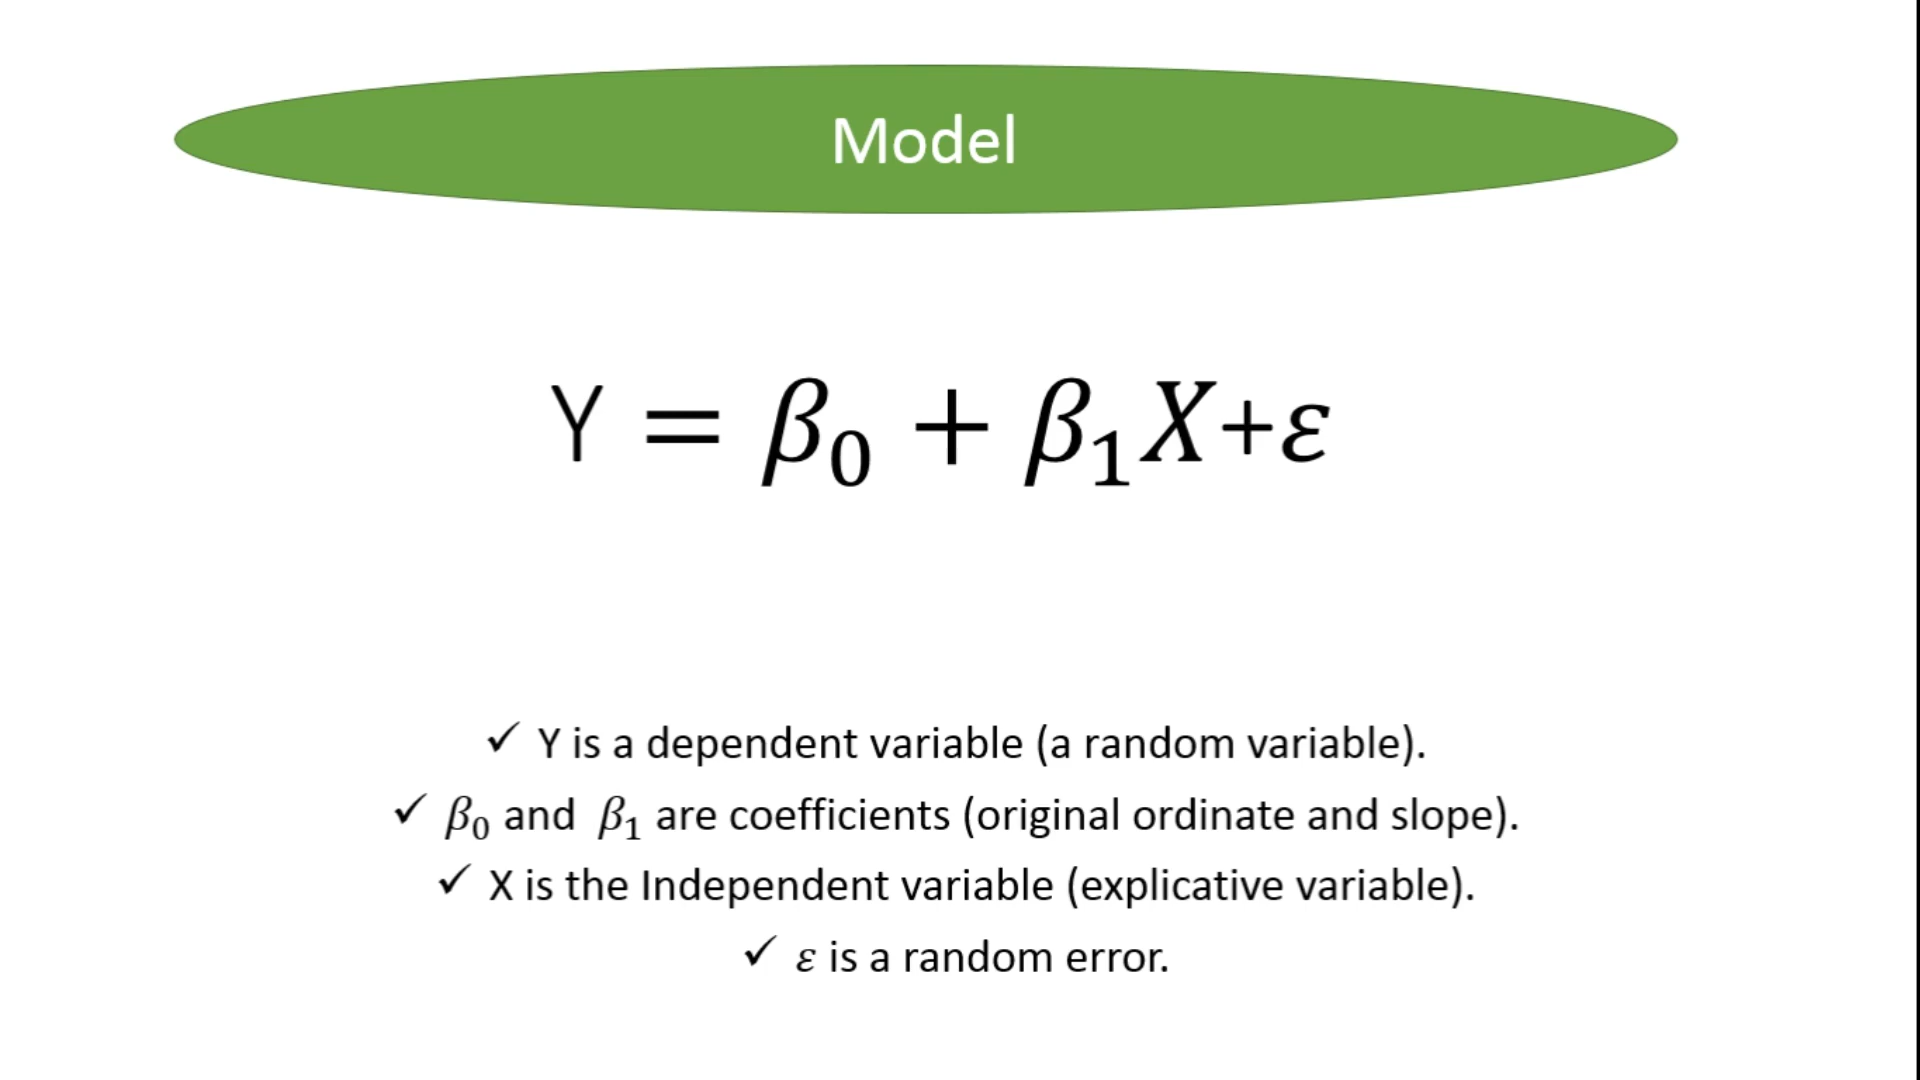 Model
Y = β₀ + β₁X+ε
✓ Y is a dependent variable (a random variable).
✓ β₀ and β₁ are coefficients (original ordinate and slope).
✓ X is the Independent variable (explicative variable).
✓ ε is a random error.